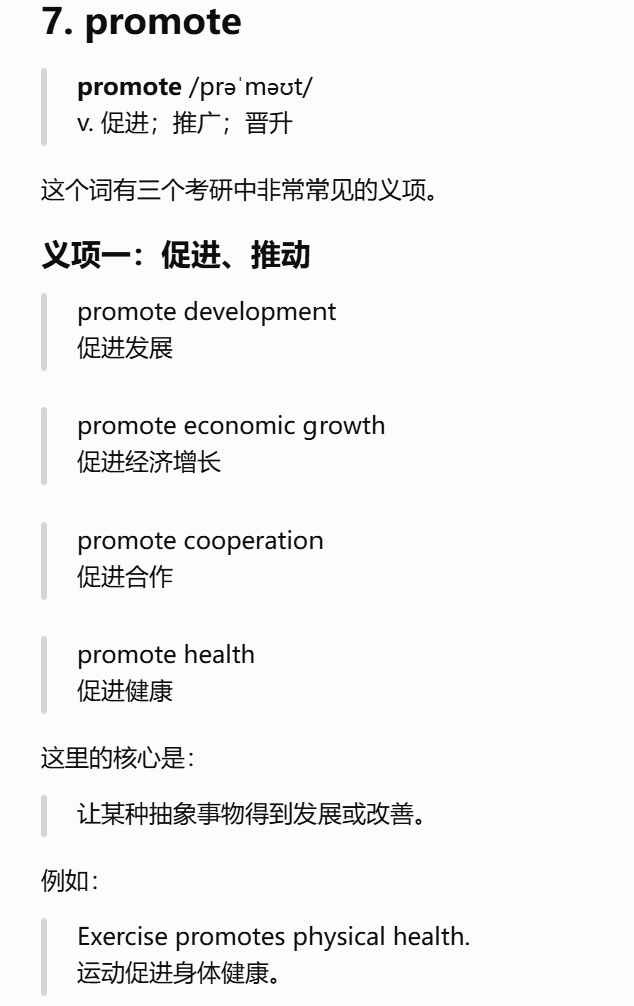 7. promote
promote /prəˈməʊt/
v. 促进；推广；晋升
这个词有三个考研中非常常见的义项。
义项一：促进、推动
promote development
促进发展
promote economic growth
促进经济增长
promote cooperation
促进合作
promote health
促进健康
这里的核心是：
让某种抽象事物得到发展或改善。
例如：
Exercise promotes physical health.
运动促进身体健康。